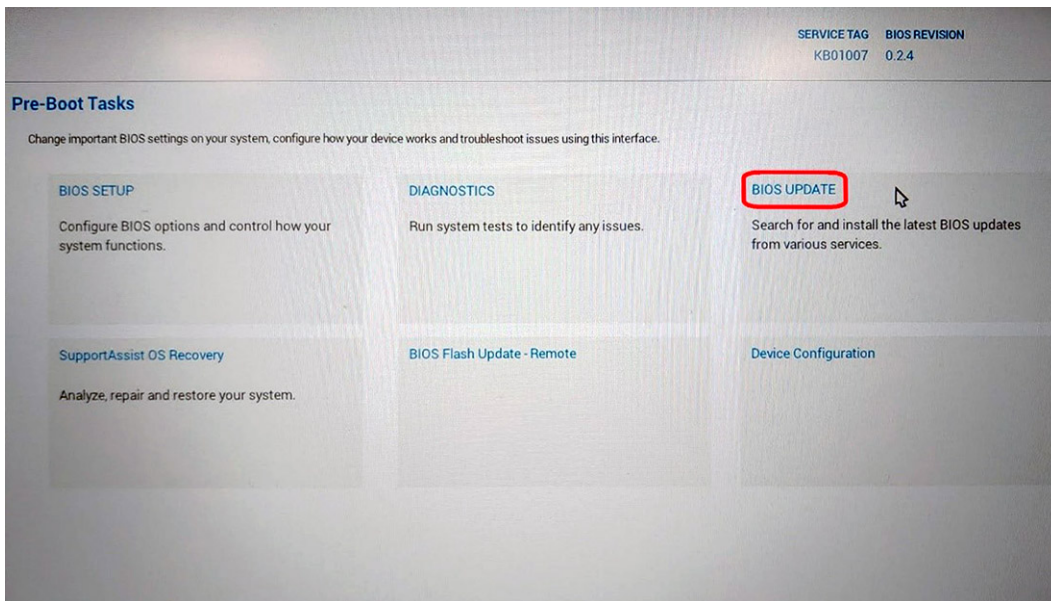 SERVICE TAG BIOS REVISION
KB01007 0.2.4
Pre-Boot Tasks
Change important BIOS settings on your system, configure how your device works and troubleshoot issues using this interface.
BIOS SETUP
Configure BIOS options and control how your
system functions.
DIAGNOSTICS
Run system tests to identify any issues.
BIOS UPDATE
Search for and install the latest BIOS updates
from various services.
SupportAssist OS Recovery
Analyze, repair and restore your system.
BIOS Flash Update - Remote
Device Configuration